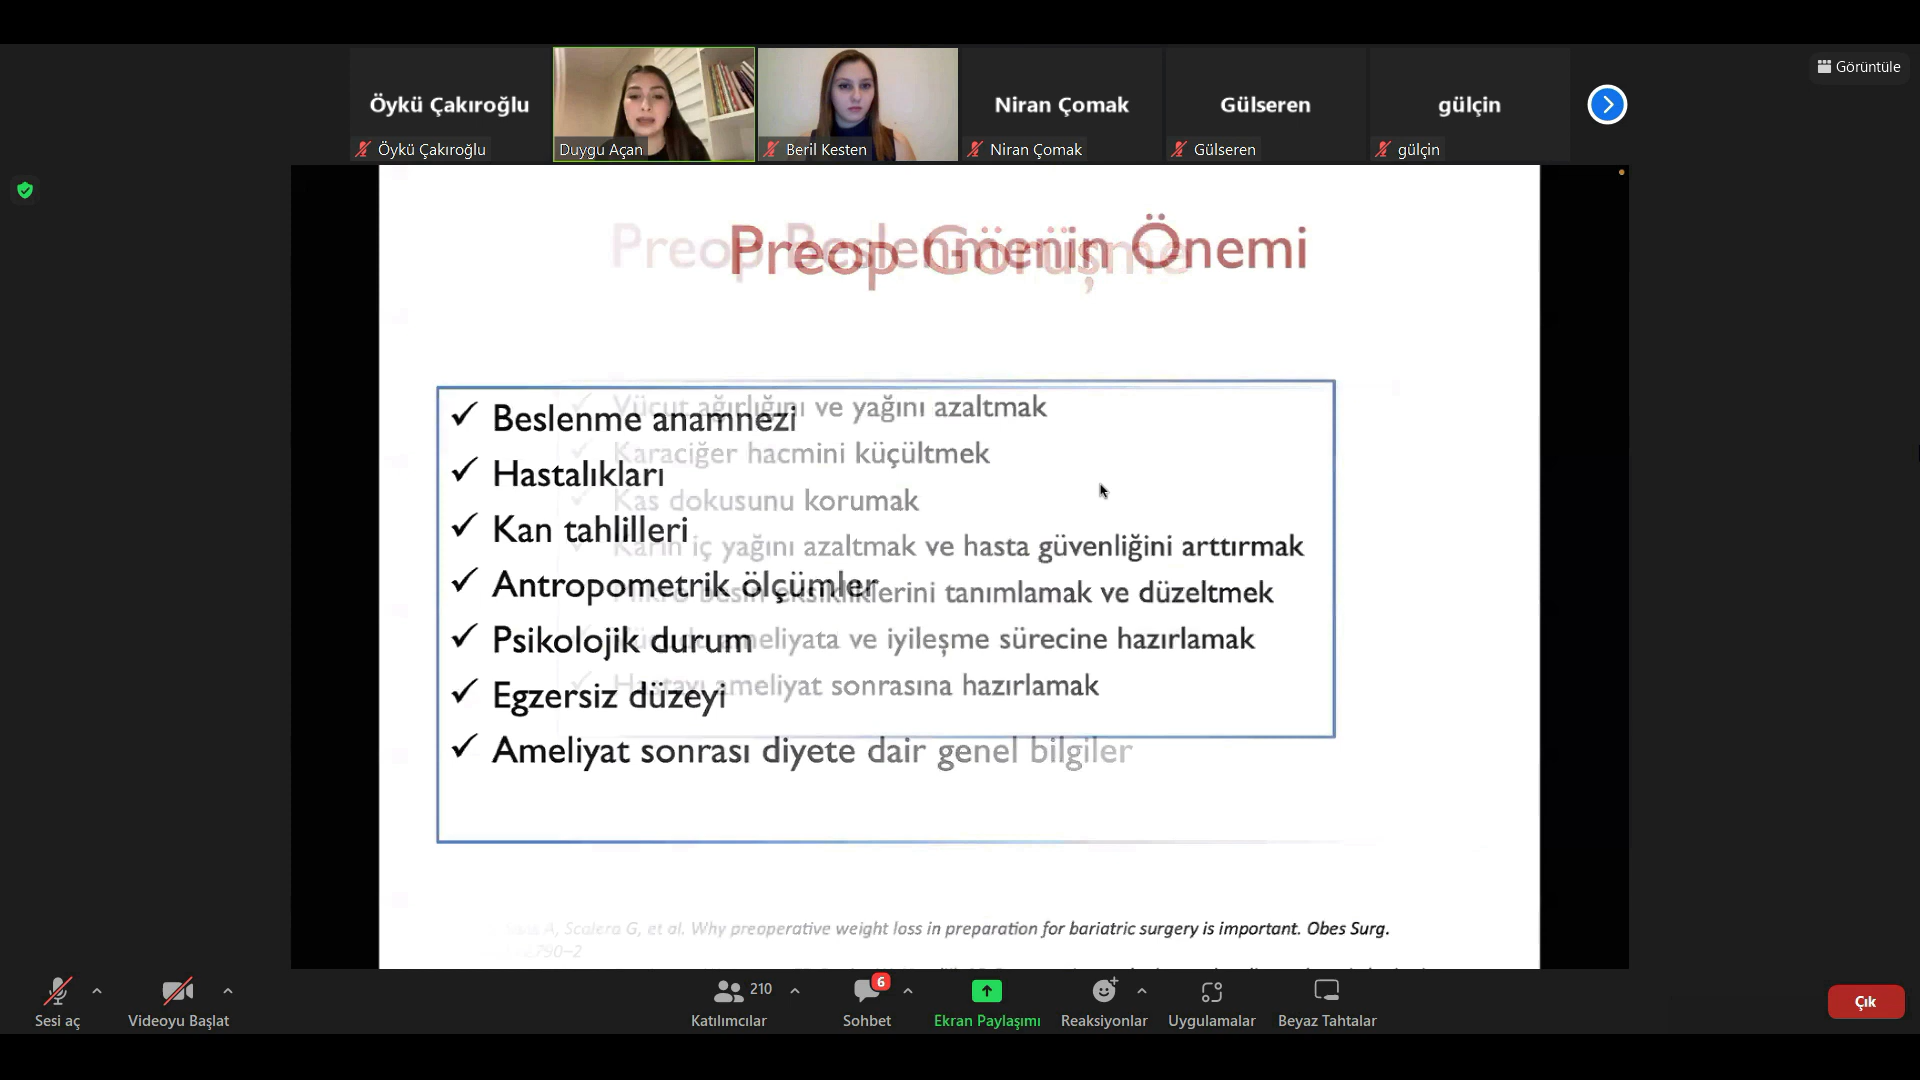 Görüntüle
Öykü Çakıroğlu
Niran Çomak
Gülseren
gülçin
Öykü Çakıroğlu
Duygu Açan
Beril Kesten
Niran Çomak
Gülseren
gülçin
Preop Beslenmenin Önemi
Preop Görüşme
Beslenme anamnezi
Hastalıkları
Kan tahlilleri
Antropometrik ölçümler
Psikolojik durum
Egzersiz düzeyi
Ameliyat sonrası diyete dair genel bilgiler
Vücut ağırlığını ve yağını azaltmak
Karaciğer hacmini küçültmek
Kas dokusunu korumak
Karın iç yağını azaltmak ve hasta güvenliğini arttırmak
Mikro besin eksikliklerini tanımlamak ve düzeltmek
ameliyata ve iyileşme sürecine hazırlamak
Hastayı ameliyat sonrasına hazırlamak
A, Scalera G, et al. Why preoperative weight loss in preparation for bariatric surgery is important. Obes Surg.
2790–2
210
6
Sesi aç
Videoyu Başlat
Katılımcılar
Sohbet
Ekran Paylaşımı
Reaksiyonlar
Uygulamalar
Beyaz Tahtalar
Çık